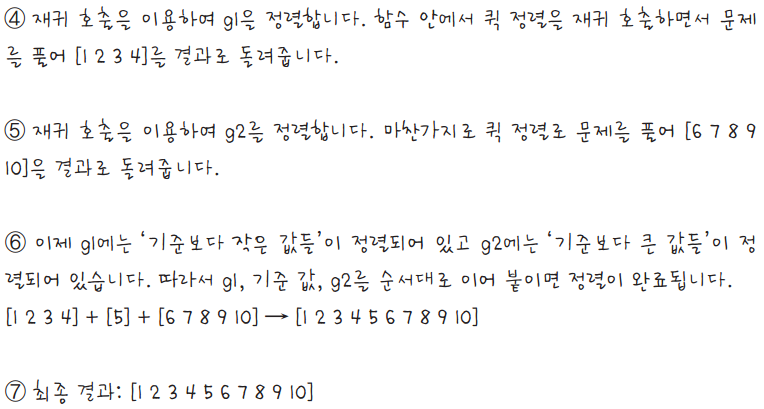 ④ 재귀 호출을 이용하여 g1을 정렬합니다. 함수 안에서 퀵 정렬을 재귀 호출하면서 문제
를 풀어 [1 2 3 4]를 결과로 돌려줍니다.
⑤ 재귀 호출을 이용하여 g2를 정렬합니다. 마찬가지로 퀵 정렬로 문제를 풀어 [6 7 8 9
10]을 결과로 돌려줍니다.
⑥ 이제 g1에는 ‘기준보다 작은 값들’이 정렬되어 있고 g2에는 ‘기준보다 큰 값들’이 정
렬되어 있습니다. 따라서 g1, 기준 값, g2를 순서대로 이어 붙이면 정렬이 완료됩니다.
[1 2 3 4] + [5] + [6 7 8 9 10] → [1 2 3 4 5 6 7 8 9 10]
⑦ 최종 결과: [1 2 3 4 5 6 7 8 9 10]